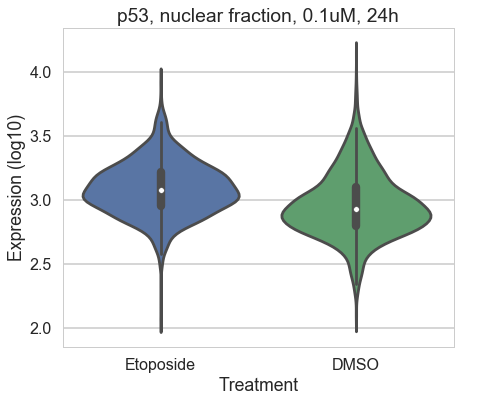 p53, nuclear fraction, 0.1uM, 24h
Expression (log10)
4.0
3.5
3.0
2.5
2.0
Etoposide DMSO
Treatment